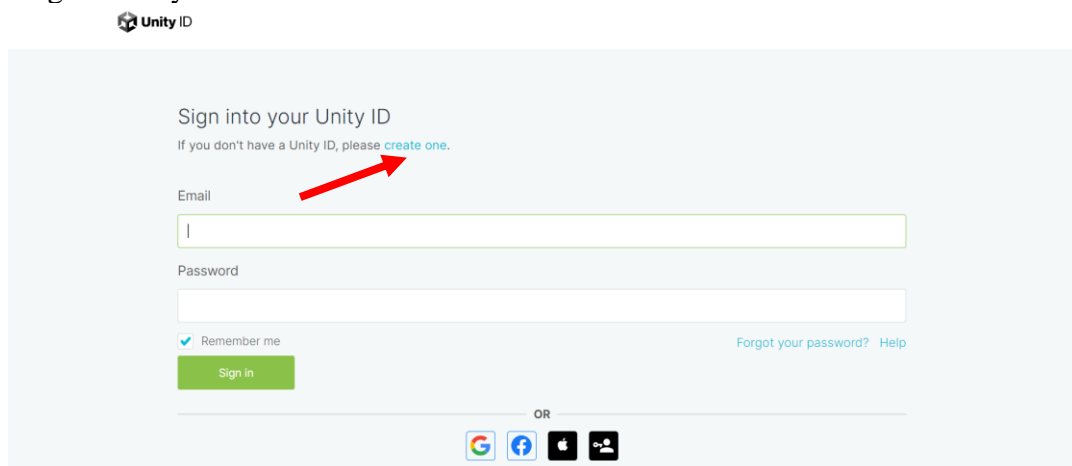 Unity ID
Sign into your Unity ID
If you don't have a Unity ID, please create one.
Email
Password
Remember me
Forgot your password? Help
Sign in
OR